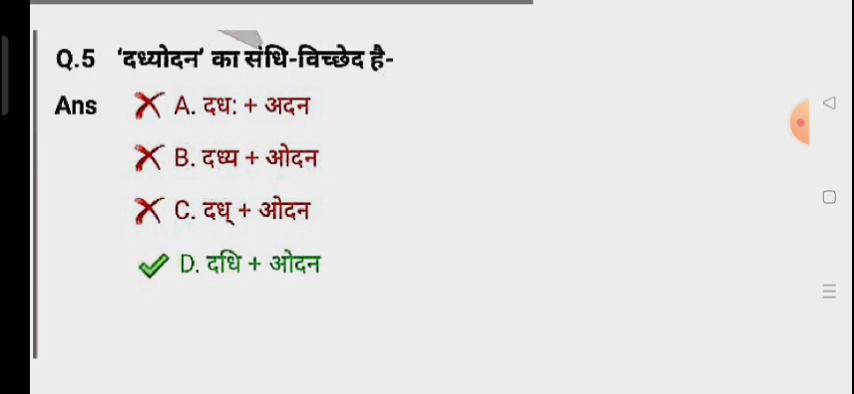 Q.5 ‘दध्योदन’ का संधि-विच्छेद है-
Ans A. दध: + अदन
B. दध्य + ओदन
C. दध् + ओदन
D. दधि + ओदन